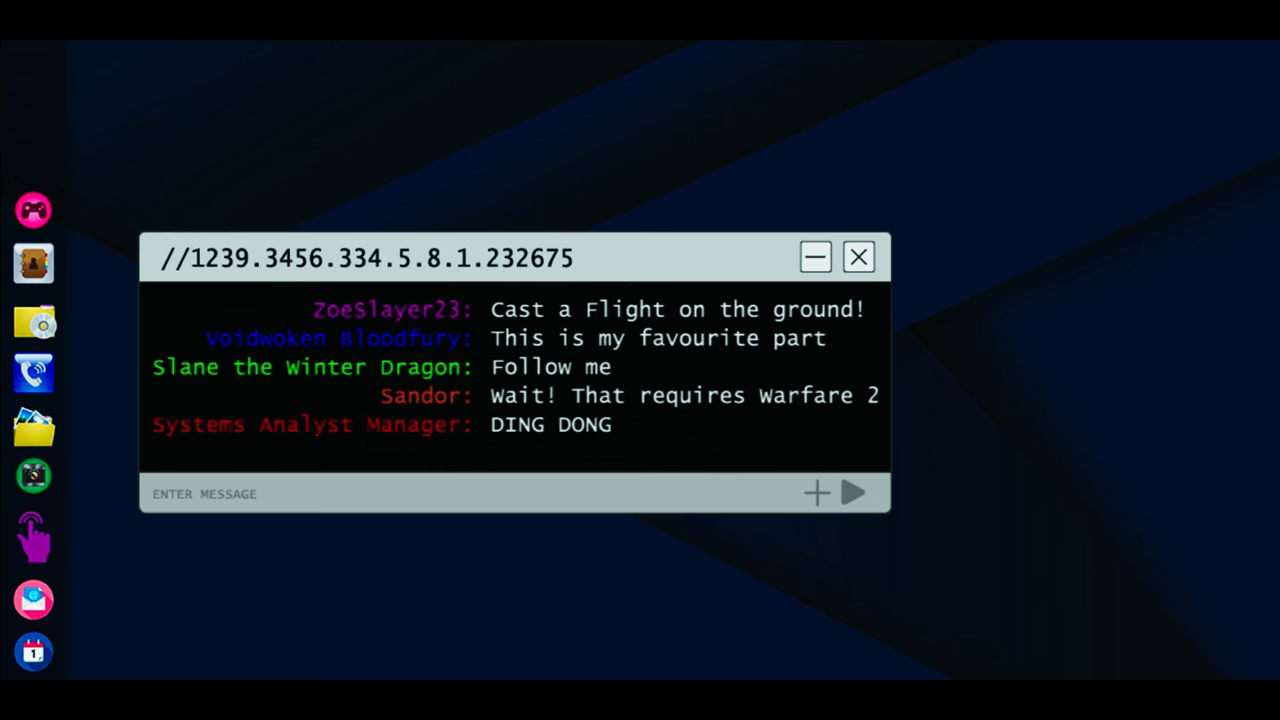 //1239.3456.334.5.8.1.232675
ZoeSlayer23: Cast a Flight on the ground!
Voidwoken Bloodfury: This is my favourite part
Slane the Winter Dragon: Follow me
Sandor: Wait! That requires Warfare 2
Systems Analyst Manager: DING DONG
ENTER MESSAGE
1